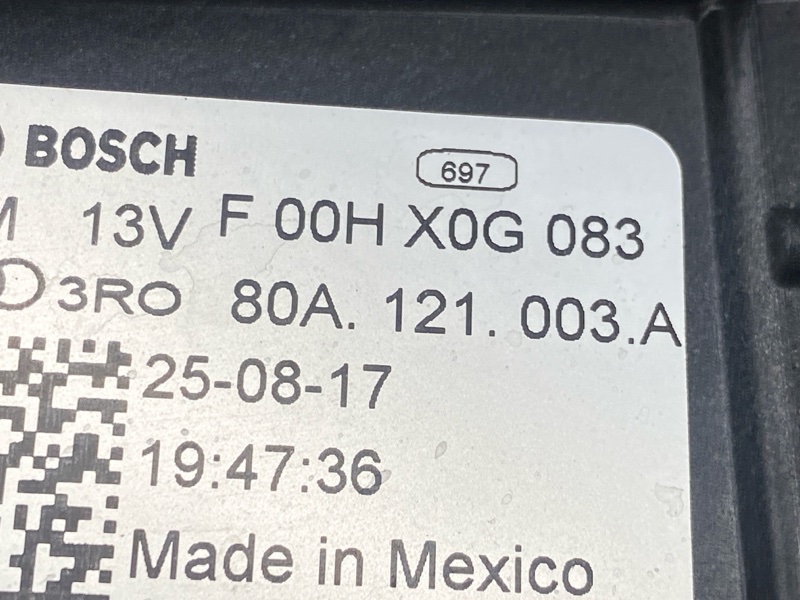 BOSCH
697
13V F 00H X0G 083
3RO 80A. 121. 003.A
25-08-17
19:47:36
Made in Mexico